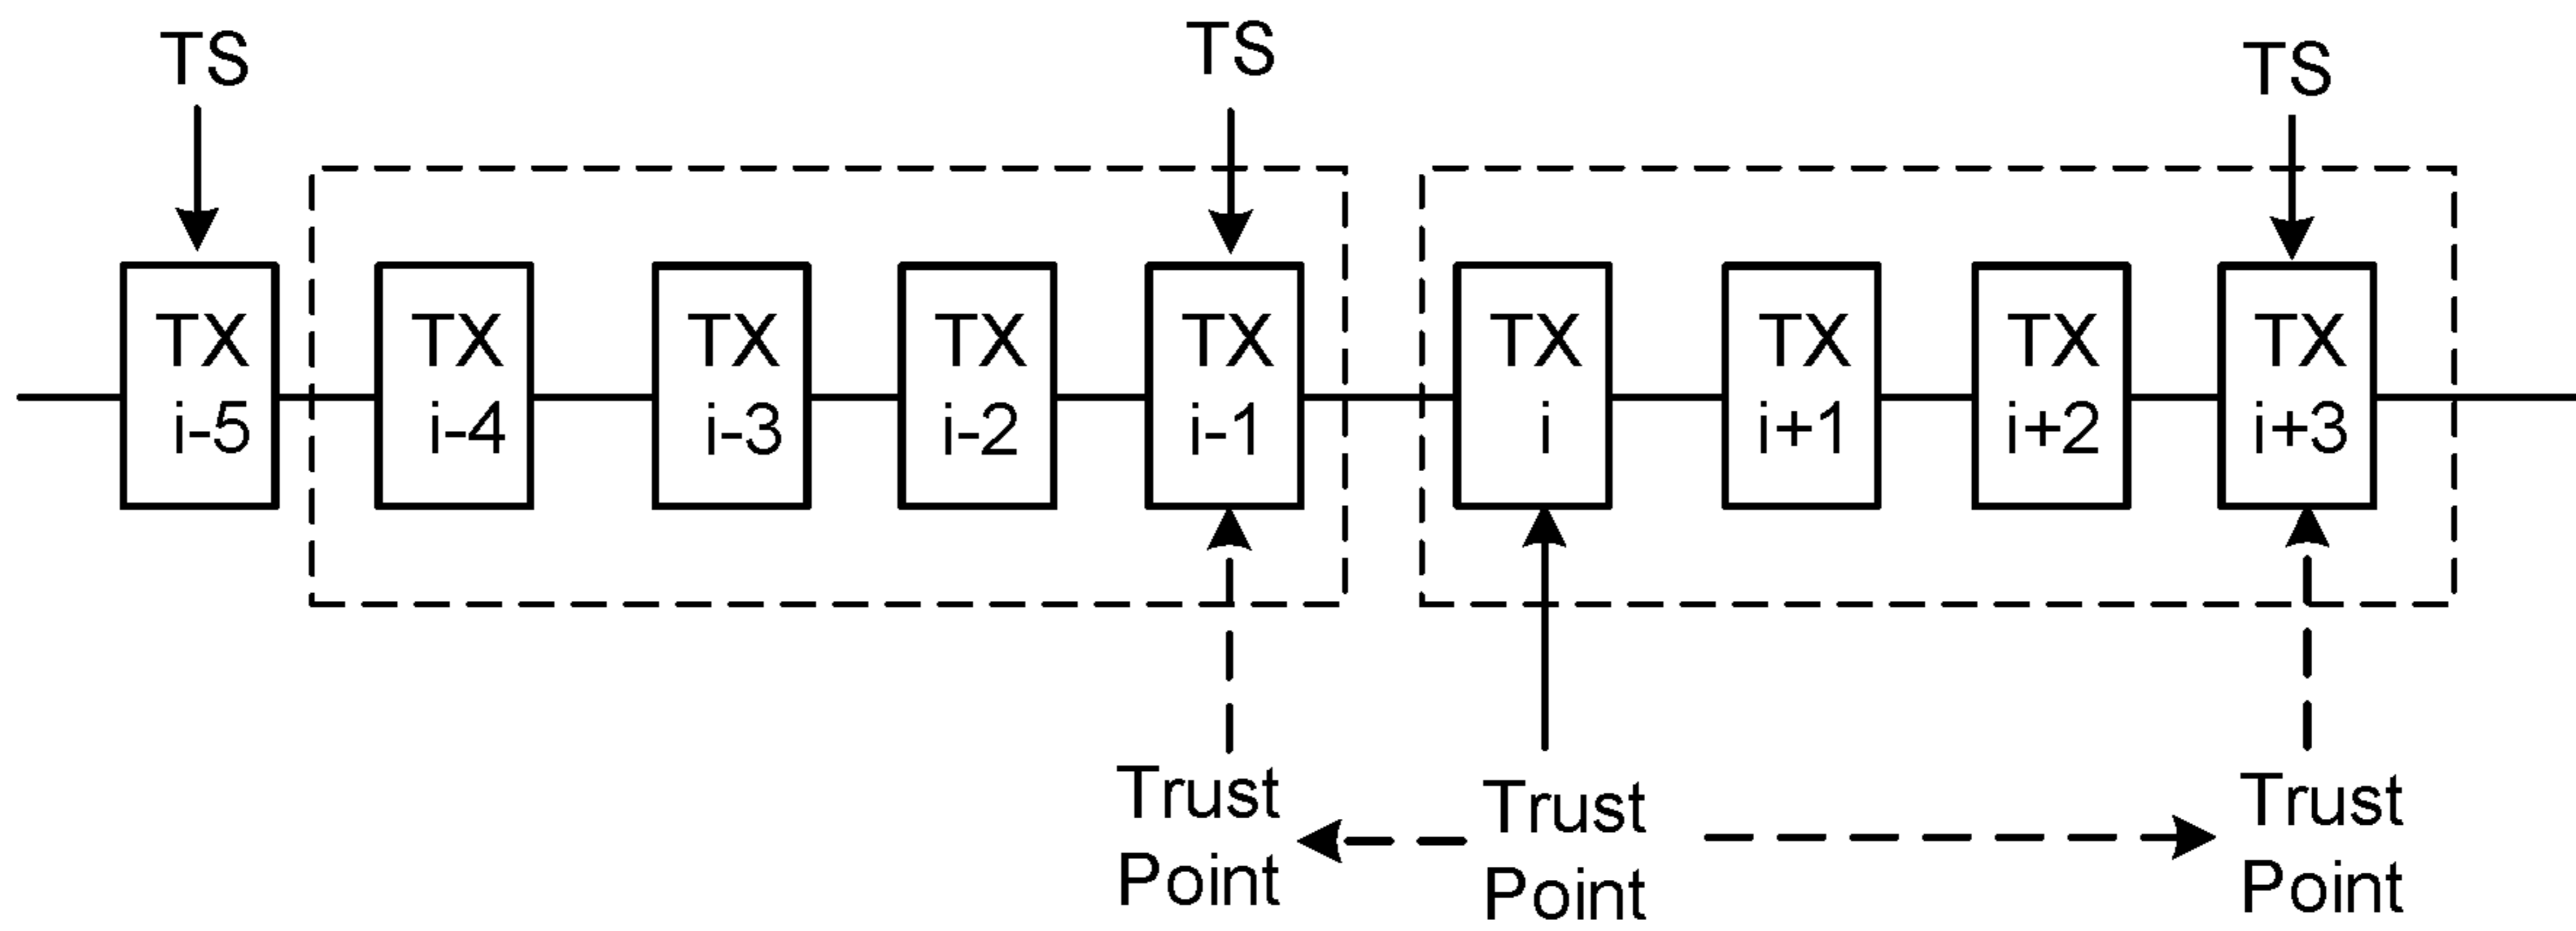 TS
TS
TS
TX
i-5
TX
i-4
TX
i-3
TX
i-2
TX
i-1
TX
i
TX
i+1
TX
i+2
TX
i+3
Trust
Point
Trust
Point
Trust
Point